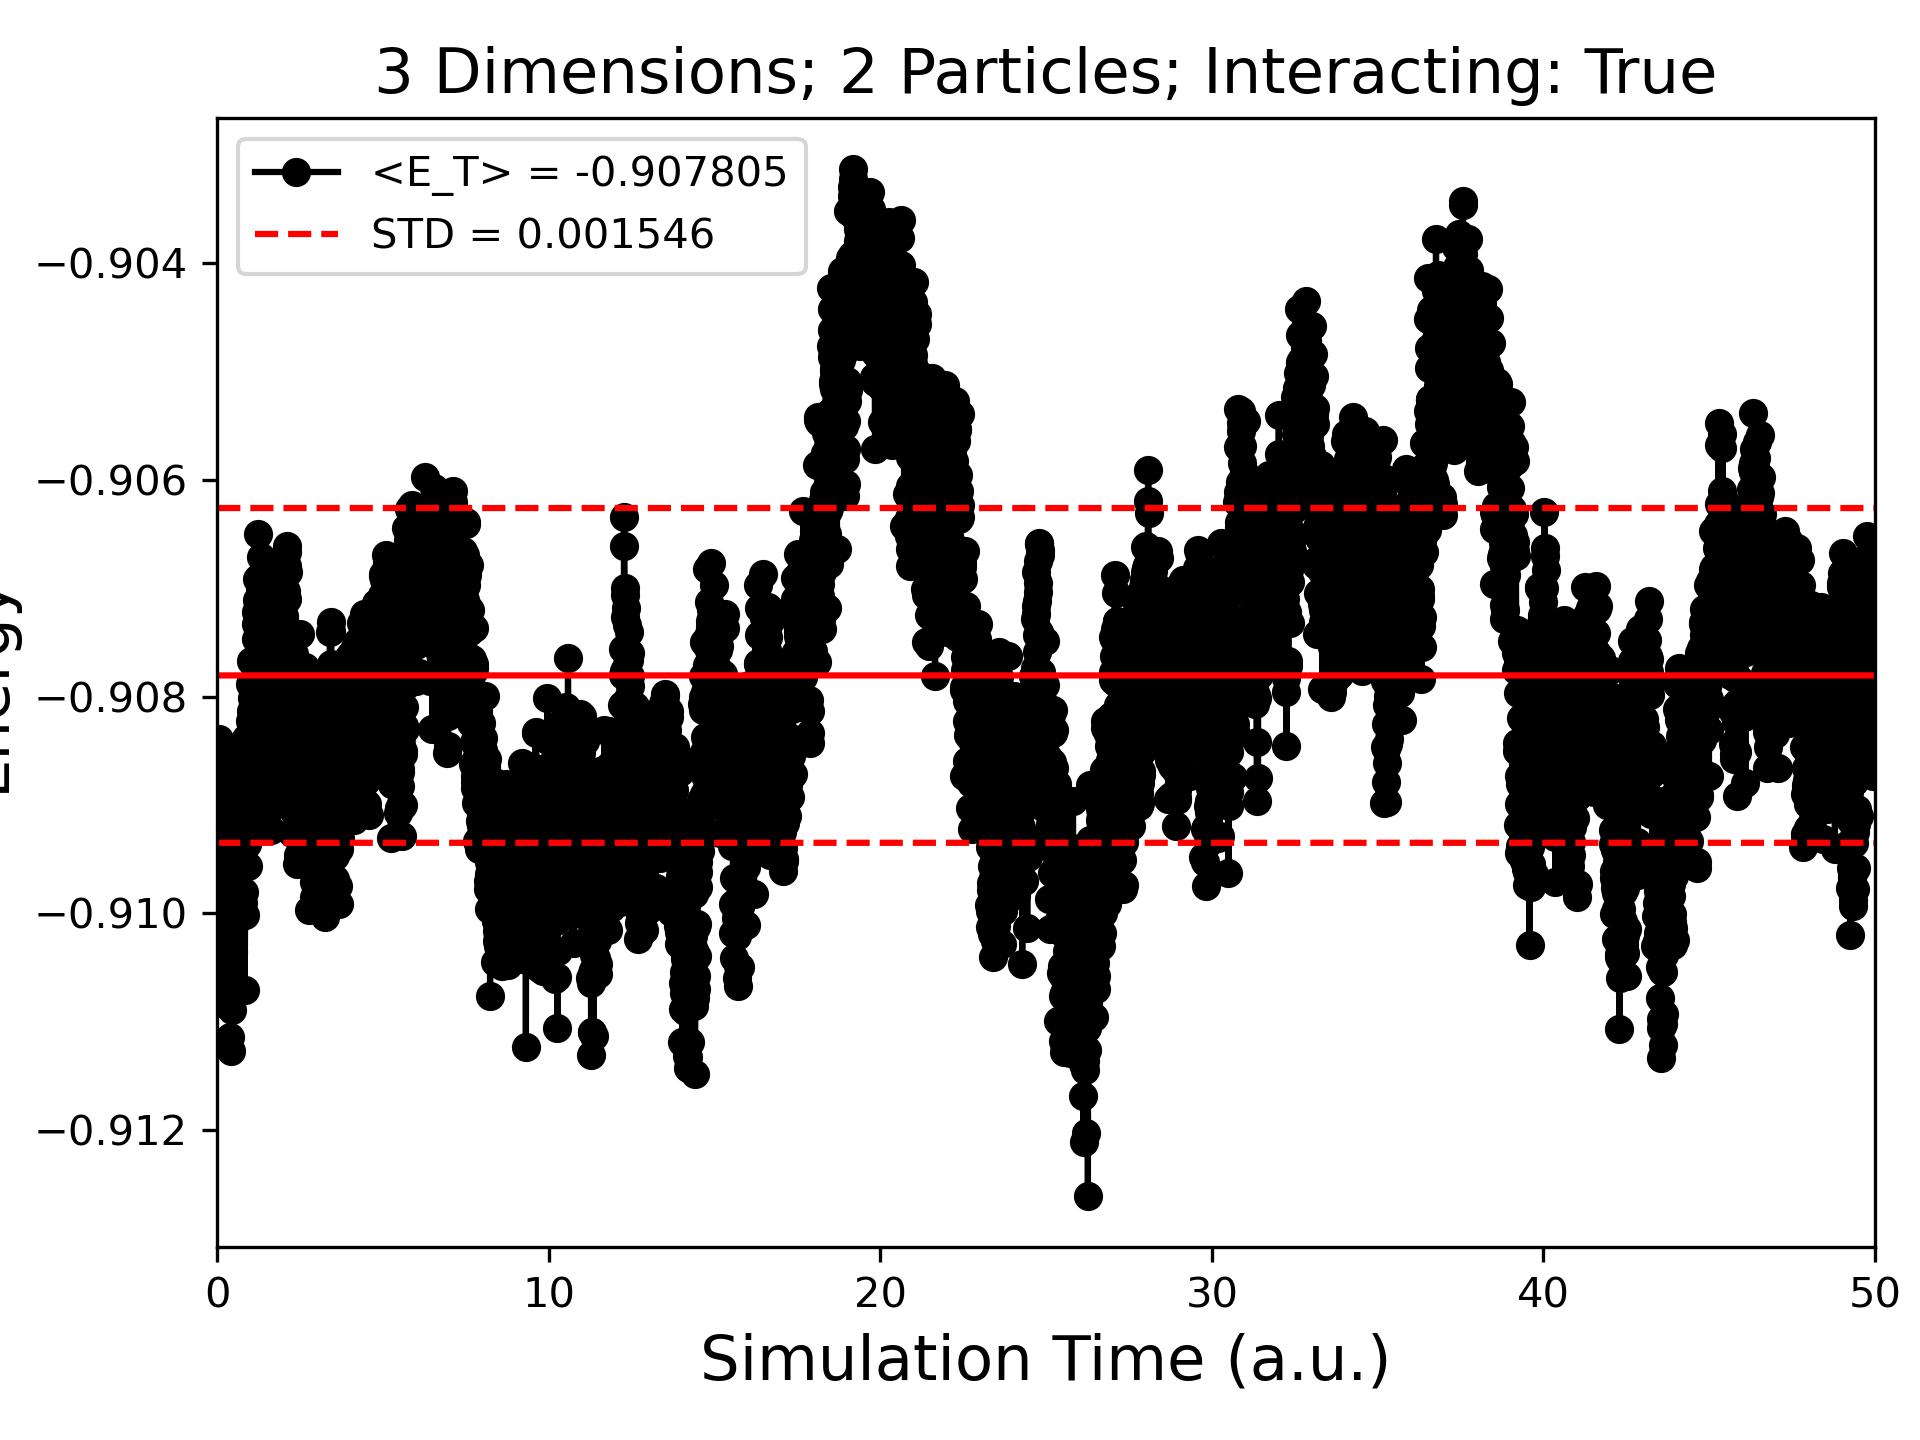 3 Dimensions; 2 Particles; Interacting: True
<E_T> = -0.907805
STD = 0.001546
−0.904
−0.906
−0.908
−0.910
−0.912
Energy
0 10 20 30 40 50
Simulation Time (a.u.)